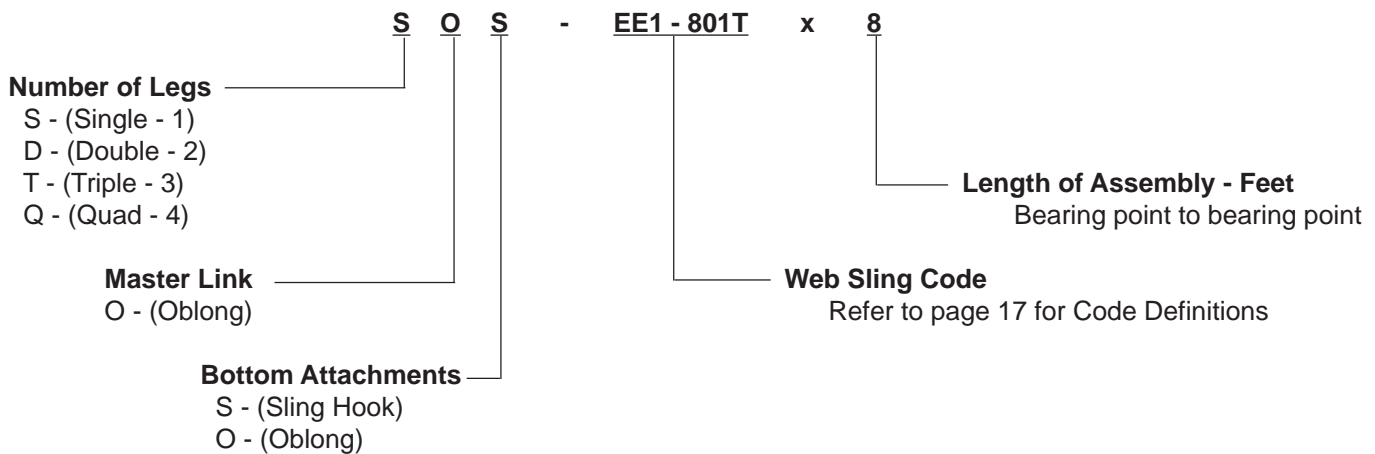 S O S - EE1 - 801T x 8
Number of Legs
S - (Single - 1)
D - (Double - 2)
T - (Triple - 3)
Q - (Quad - 4)
Length of Assembly - Feet
Bearing point to bearing point
Master Link
O - (Oblong)
Web Sling Code
Refer to page 17 for Code Definitions
Bottom Attachments
S - (Sling Hook)
O - (Oblong)